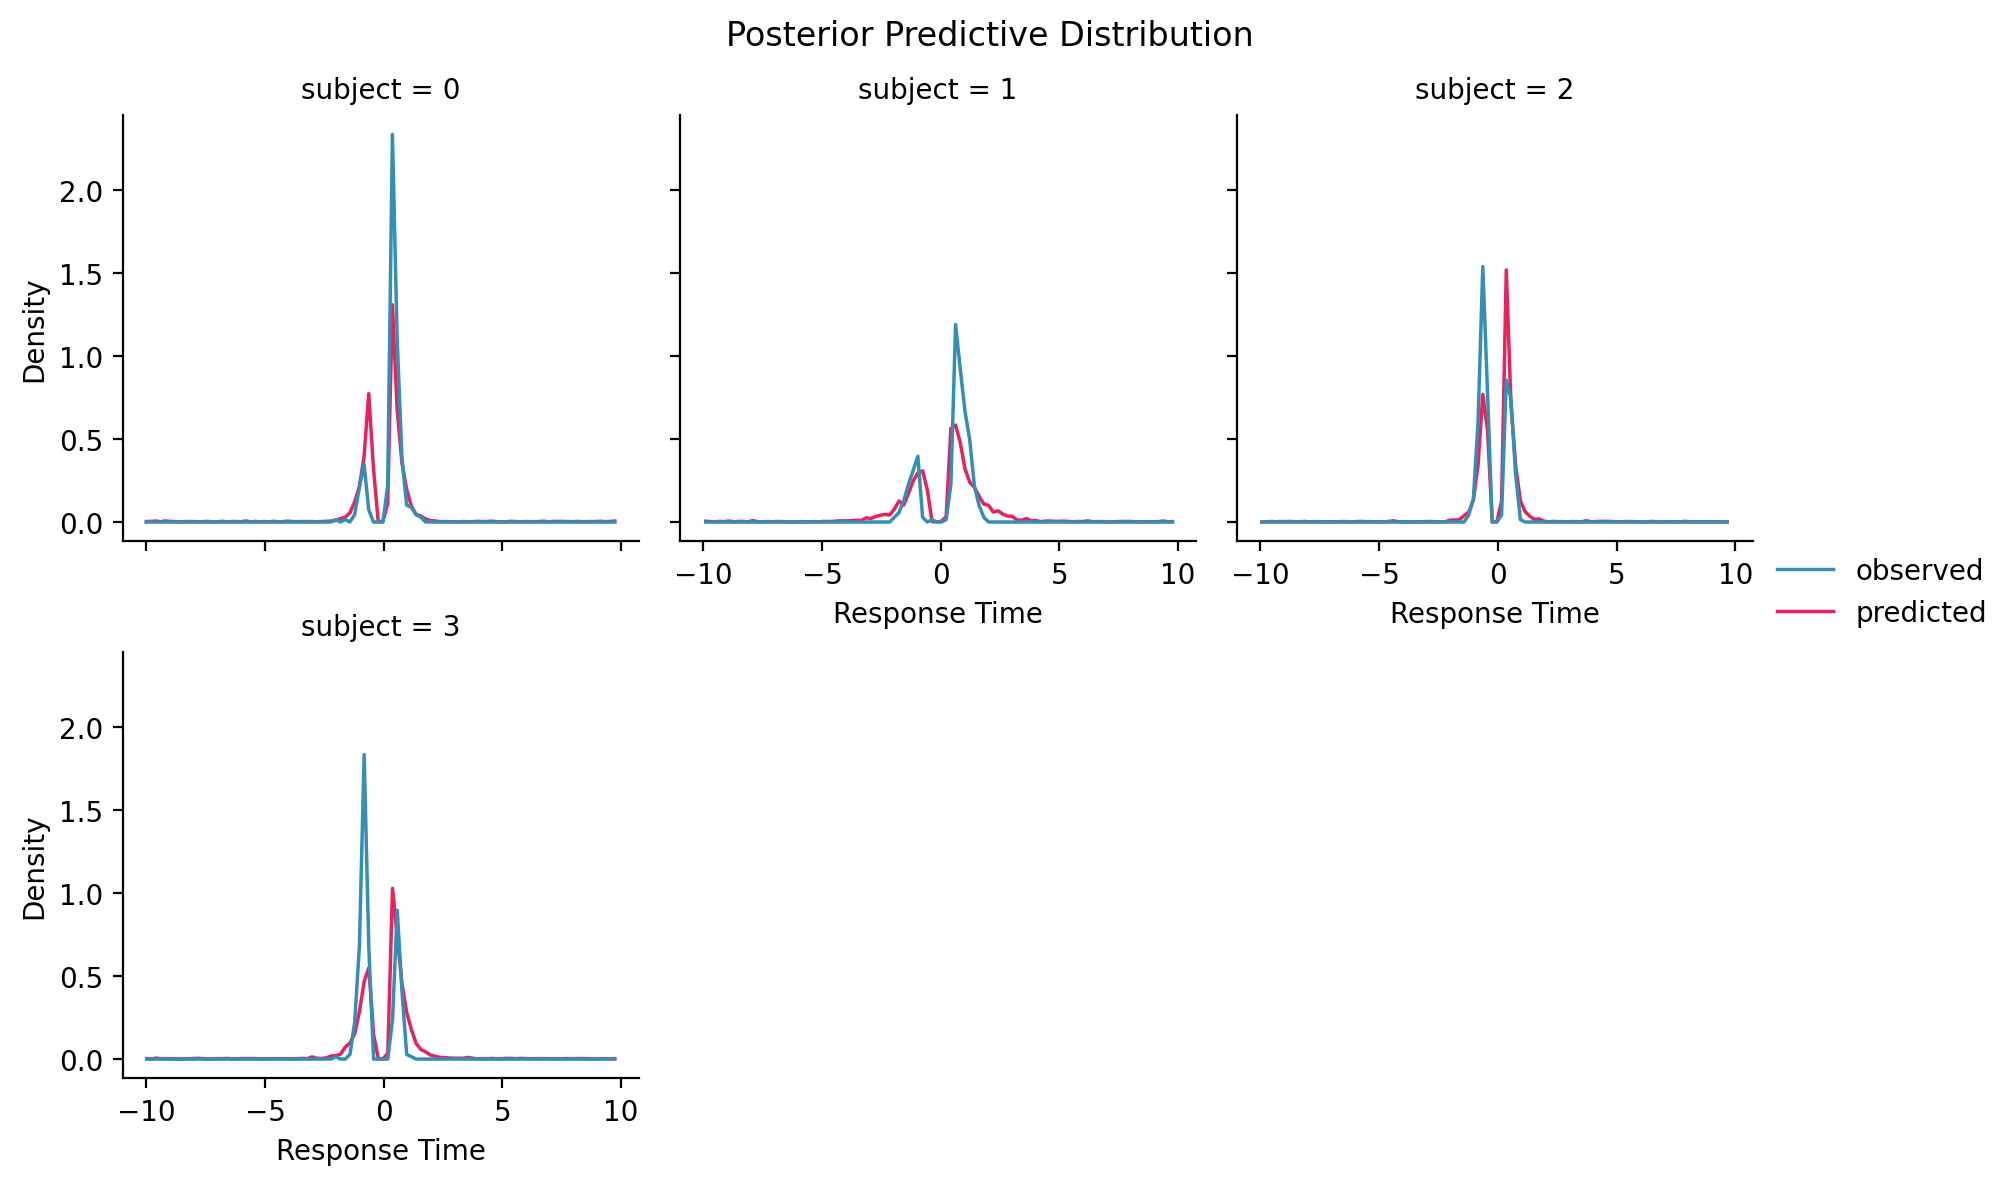 Posterior Predictive Distribution
subject = 0
subject = 1
subject = 2
Density
2.0
1.5
1.0
0.5
0.0
−10 −5 0 5 10
Response Time
−10 −5 0 5 10
Response Time
observed
predicted
subject = 3
Density
2.0
1.5
1.0
0.5
0.0
−10 −5 0 5 10
Response Time